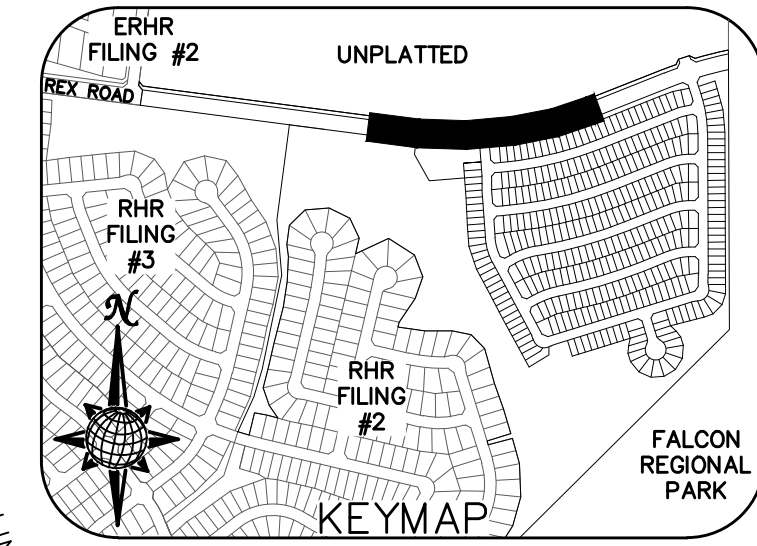 ERHR
FILING #2
UNPLATTED
REX ROAD
RHR
FILING
#3
N
RHR
FILING
#2
FALCON
REGIONAL
PARK
KEYMAP